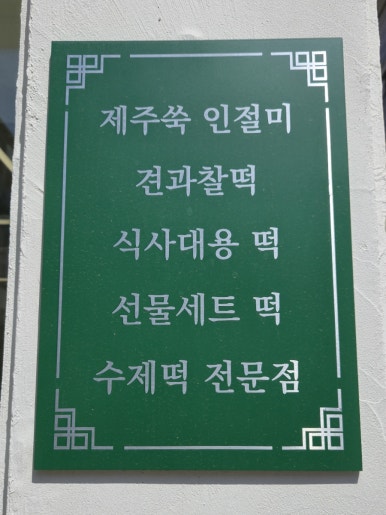 제주쑥 인절미
견과찰떡
식사대용 떡
선물세트 떡
수제떡 전문점